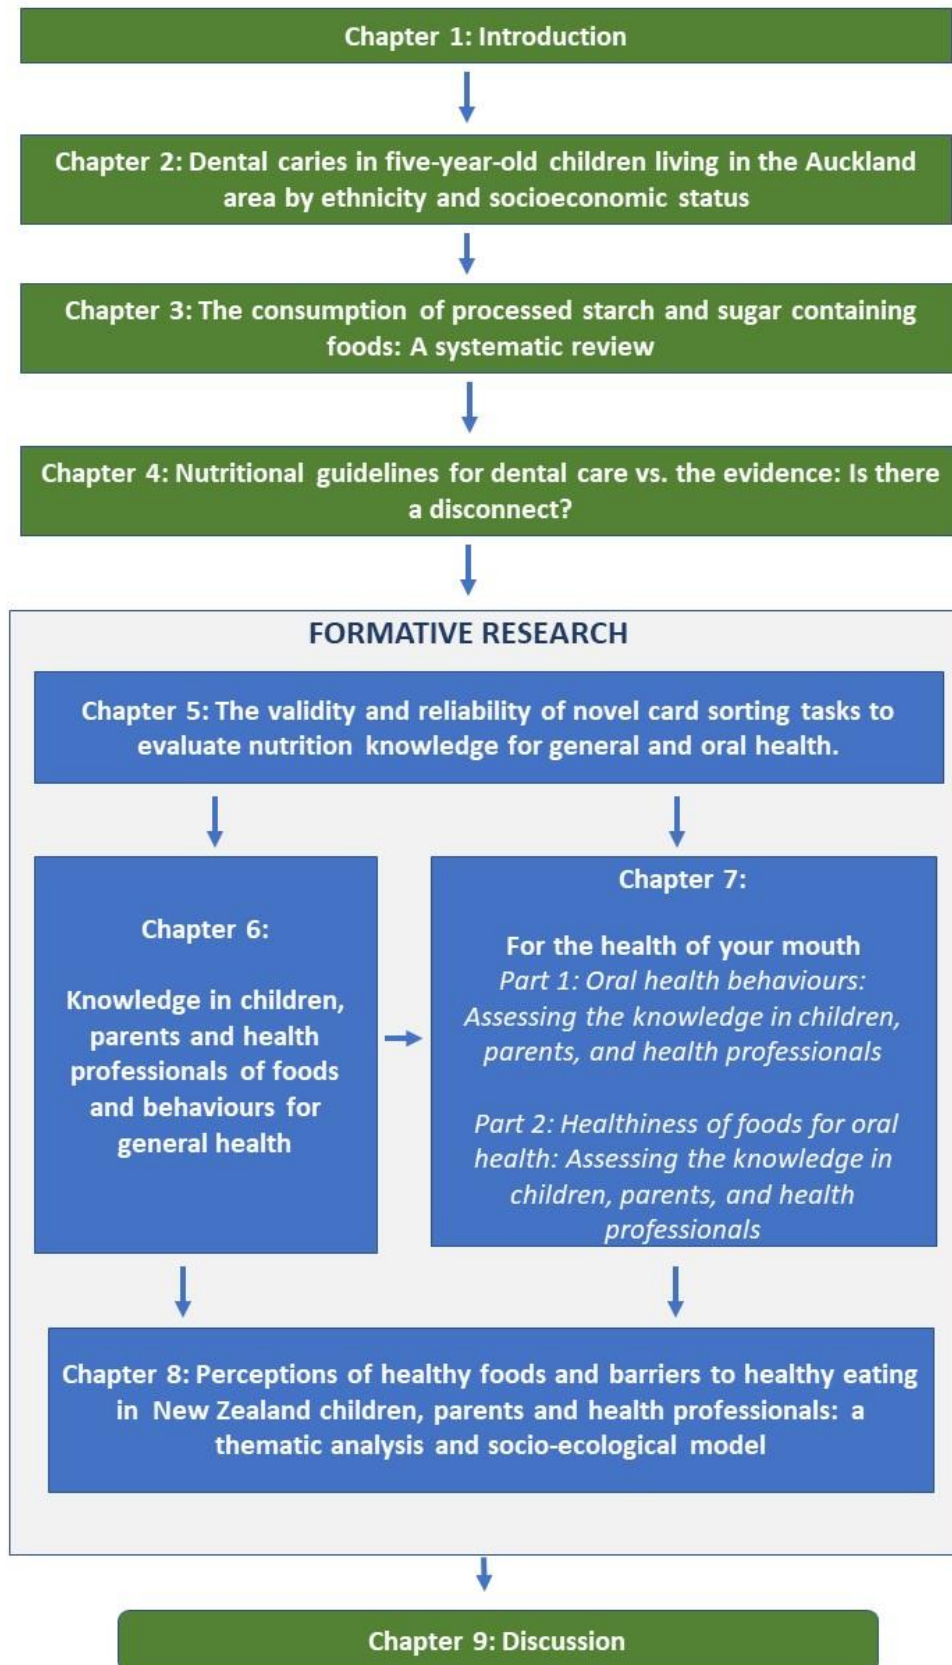 Chapter 1: Introduction
Chapter 2: Dental caries in five-year-old children living in the Auckland
area by ethnicity and socioeconomic status
Chapter 3: The consumption of processed starch and sugar containing
foods: A systematic review
Chapter 4: Nutritional guidelines for dental care vs. the evidence: Is there
a disconnect?
FORMATIVE RESEARCH
Chapter 5: The validity and reliability of novel card sorting tasks to
evaluate nutrition knowledge for general and oral health.
Chapter 6:
Knowledge in children,
parents and health
professionals of foods
and behaviours for
general health
Chapter 7:
For the health of your mouth
Part 1: Oral health behaviours:
Assessing the knowledge in children,
parents, and health professionals
Part 2: Healthiness of foods for oral
health: Assessing the knowledge in
children, parents, and health
professionals
Chapter 8: Perceptions of healthy foods and barriers to healthy eating
in New Zealand children, parents and health professionals: a
thematic analysis and socio-ecological model
Chapter 9: Discussion